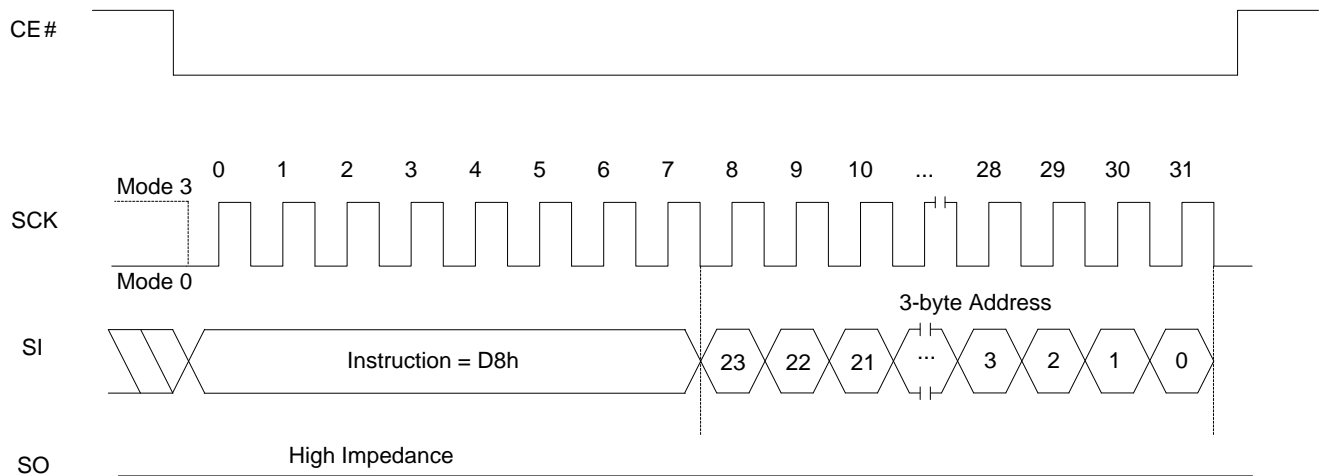 CE#
0 1 2 3 4 5 6 7 8 9 10 ... 28 29 30 31
Mode 3
SCK
Mode 0
3-byte Address
SI
Instruction = D8h
23 22 21 ... 3 2 1 0
High Impedance
SO